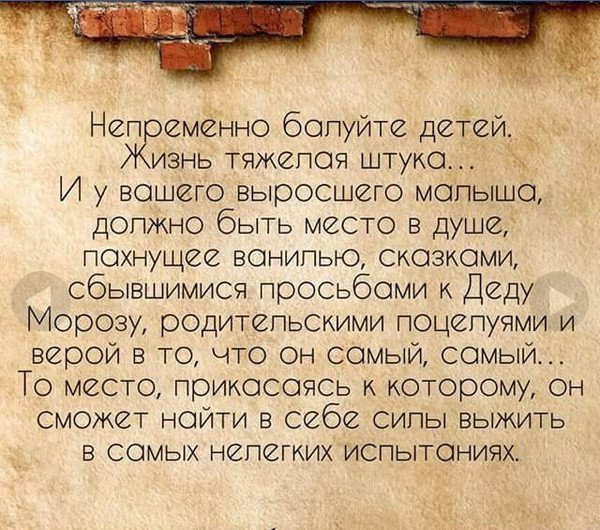 Непременно балуйте детей.
Жизнь тяжелая штука...
И у вашего выросшего малыша,
должно быть место в душе,
пахнущее ванилью, сказками,
сбывшимися просьбами к Деду
Морозу, родительскими поцелуями и
верой в то, что он самый, самый...
То место, прикасаясь к которому, он
сможет найти в себе силы выжить
в самых нелегких испытаниях.